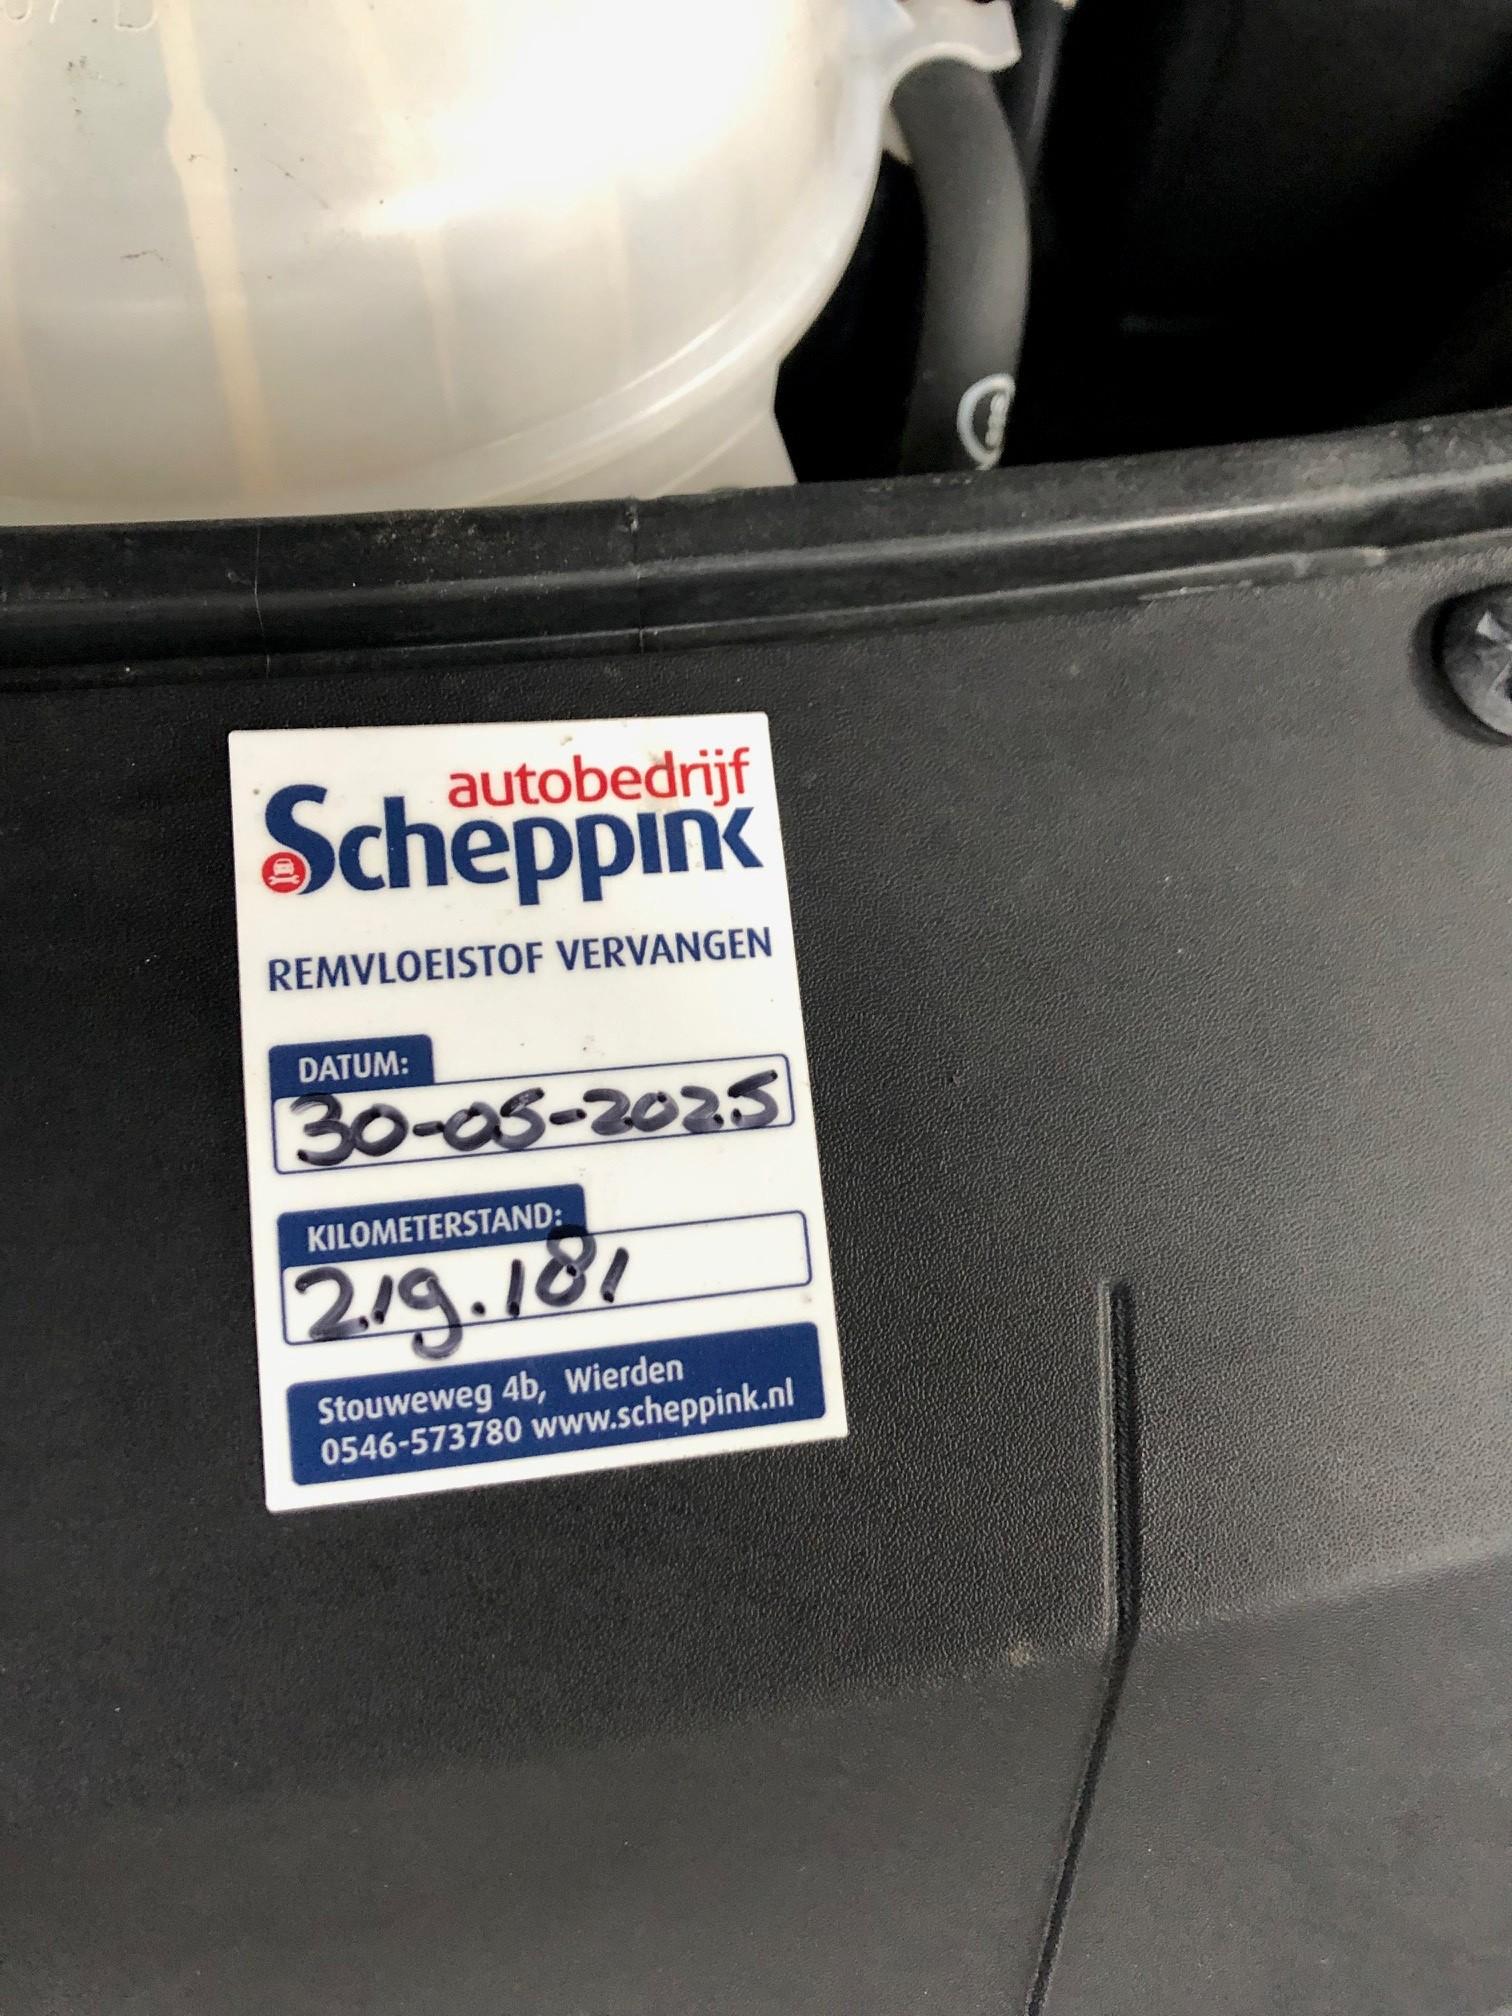 autobedrijf
Scheppink
REMVLOEISTOF VERVANGEN
DATUM:
30-05-2025
KILOMETERSTAND:
219.181
Stouweweg 4b, Wierden
0546-573780 www.scheppink.nl